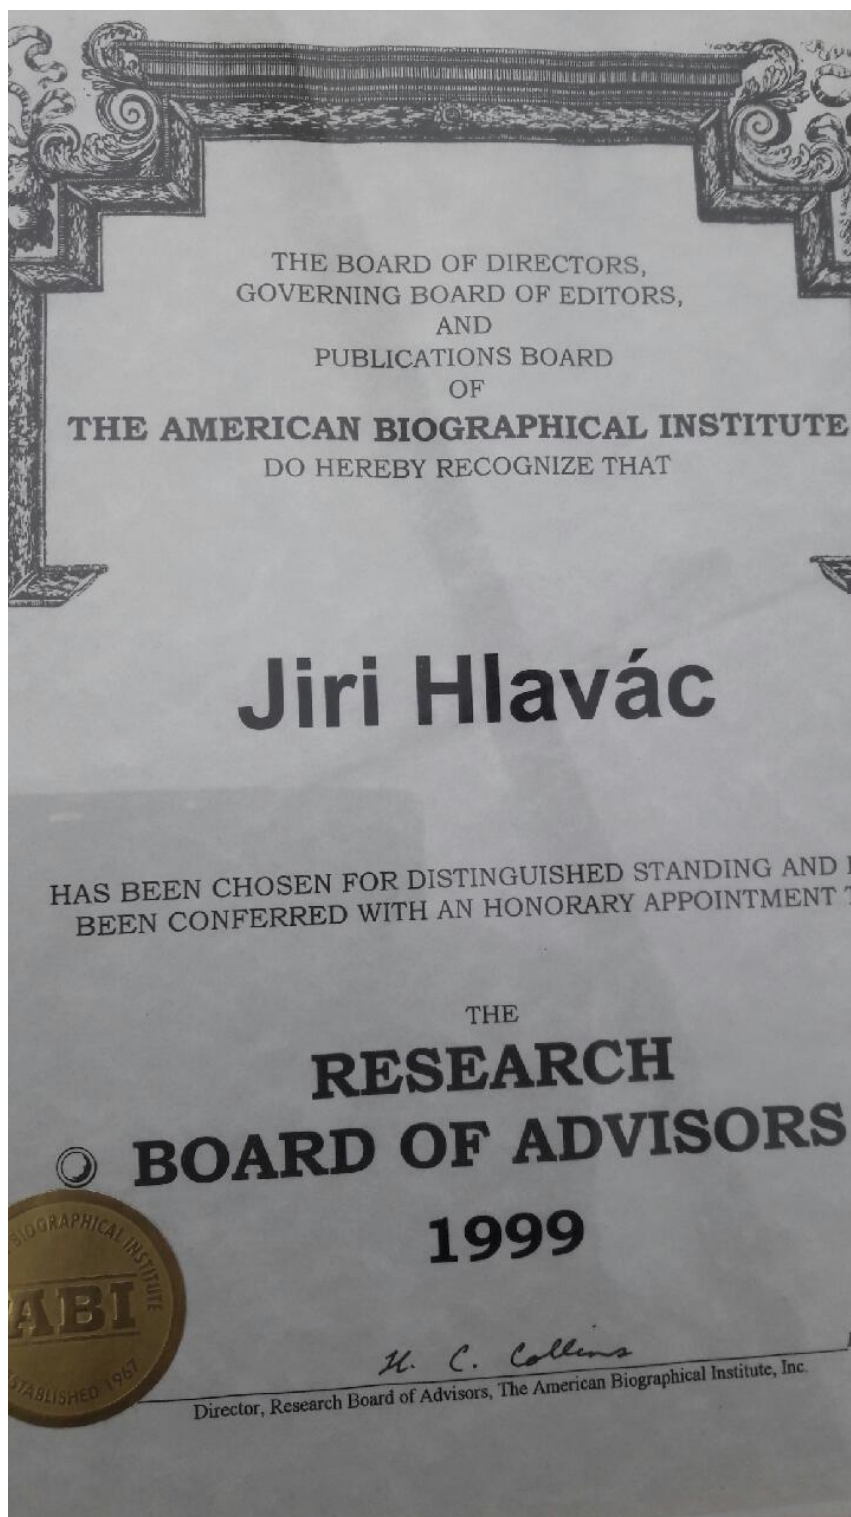 THE BOARD OF DIRECTORS,
GOVERNING BOARD OF EDITORS,
AND
PUBLICATIONS BOARD
OF
THE AMERICAN BIOGRAPHICAL INSTITUTE
DO HEREBY RECOGNIZE THAT
Jiri Hlavác
HAS BEEN CHOSEN FOR DISTINGUISHED STANDING AND
BEEN CONFERRED WITH AN HONORARY APPOINTMENT
THE
RESEARCH
BOARD OF ADVISORS
1999
BIOGRAPHICAL INSTITUTE
ABI
ESTABLISHED 1967
H. C. Collins
Director, Research Board of Advisors, The American Biographical Institute, Inc.